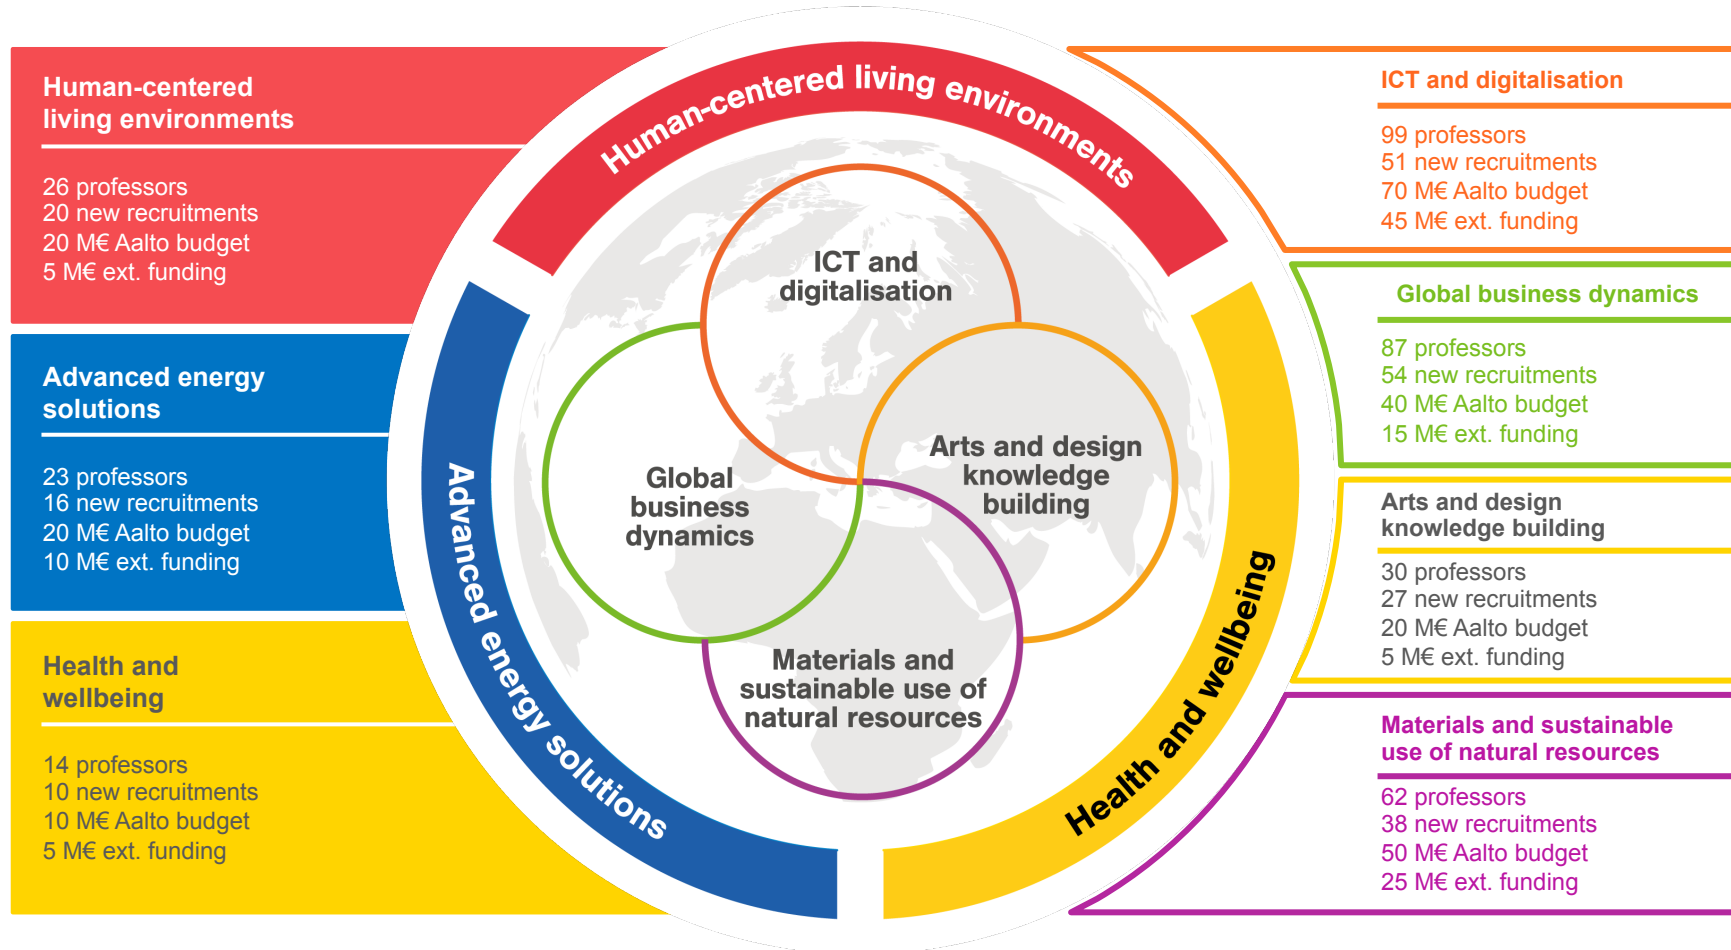 Human-centered
living environments
26 professors
20 new recruitments
20 M€ Aalto budget
5 M€ ext. funding
Advanced energy
solutions
23 professors
16 new recruitments
20 M€ Aalto budget
10 M€ ext. funding
Health and
wellbeing
14 professors
10 new recruitments
10 M€ Aalto budget
5 M€ ext. funding
Human-centered living environments
Advanced energy solutions
Health and wellbeing
ICT and
digitalisation
Global
business
dynamics
Arts and design
knowledge
building
Materials and
sustainable use of
natural resources
ICT and digitalisation
99 professors
51 new recruitments
70 M€ Aalto budget
45 M€ ext. funding
Global business dynamics
87 professors
54 new recruitments
40 M€ Aalto budget
15 M€ ext. funding
Arts and design
knowledge building
30 professors
27 new recruitments
20 M€ Aalto budget
5 M€ ext. funding
Materials and sustainable
use of natural resources
62 professors
38 new recruitments
50 M€ Aalto budget
25 M€ ext. funding